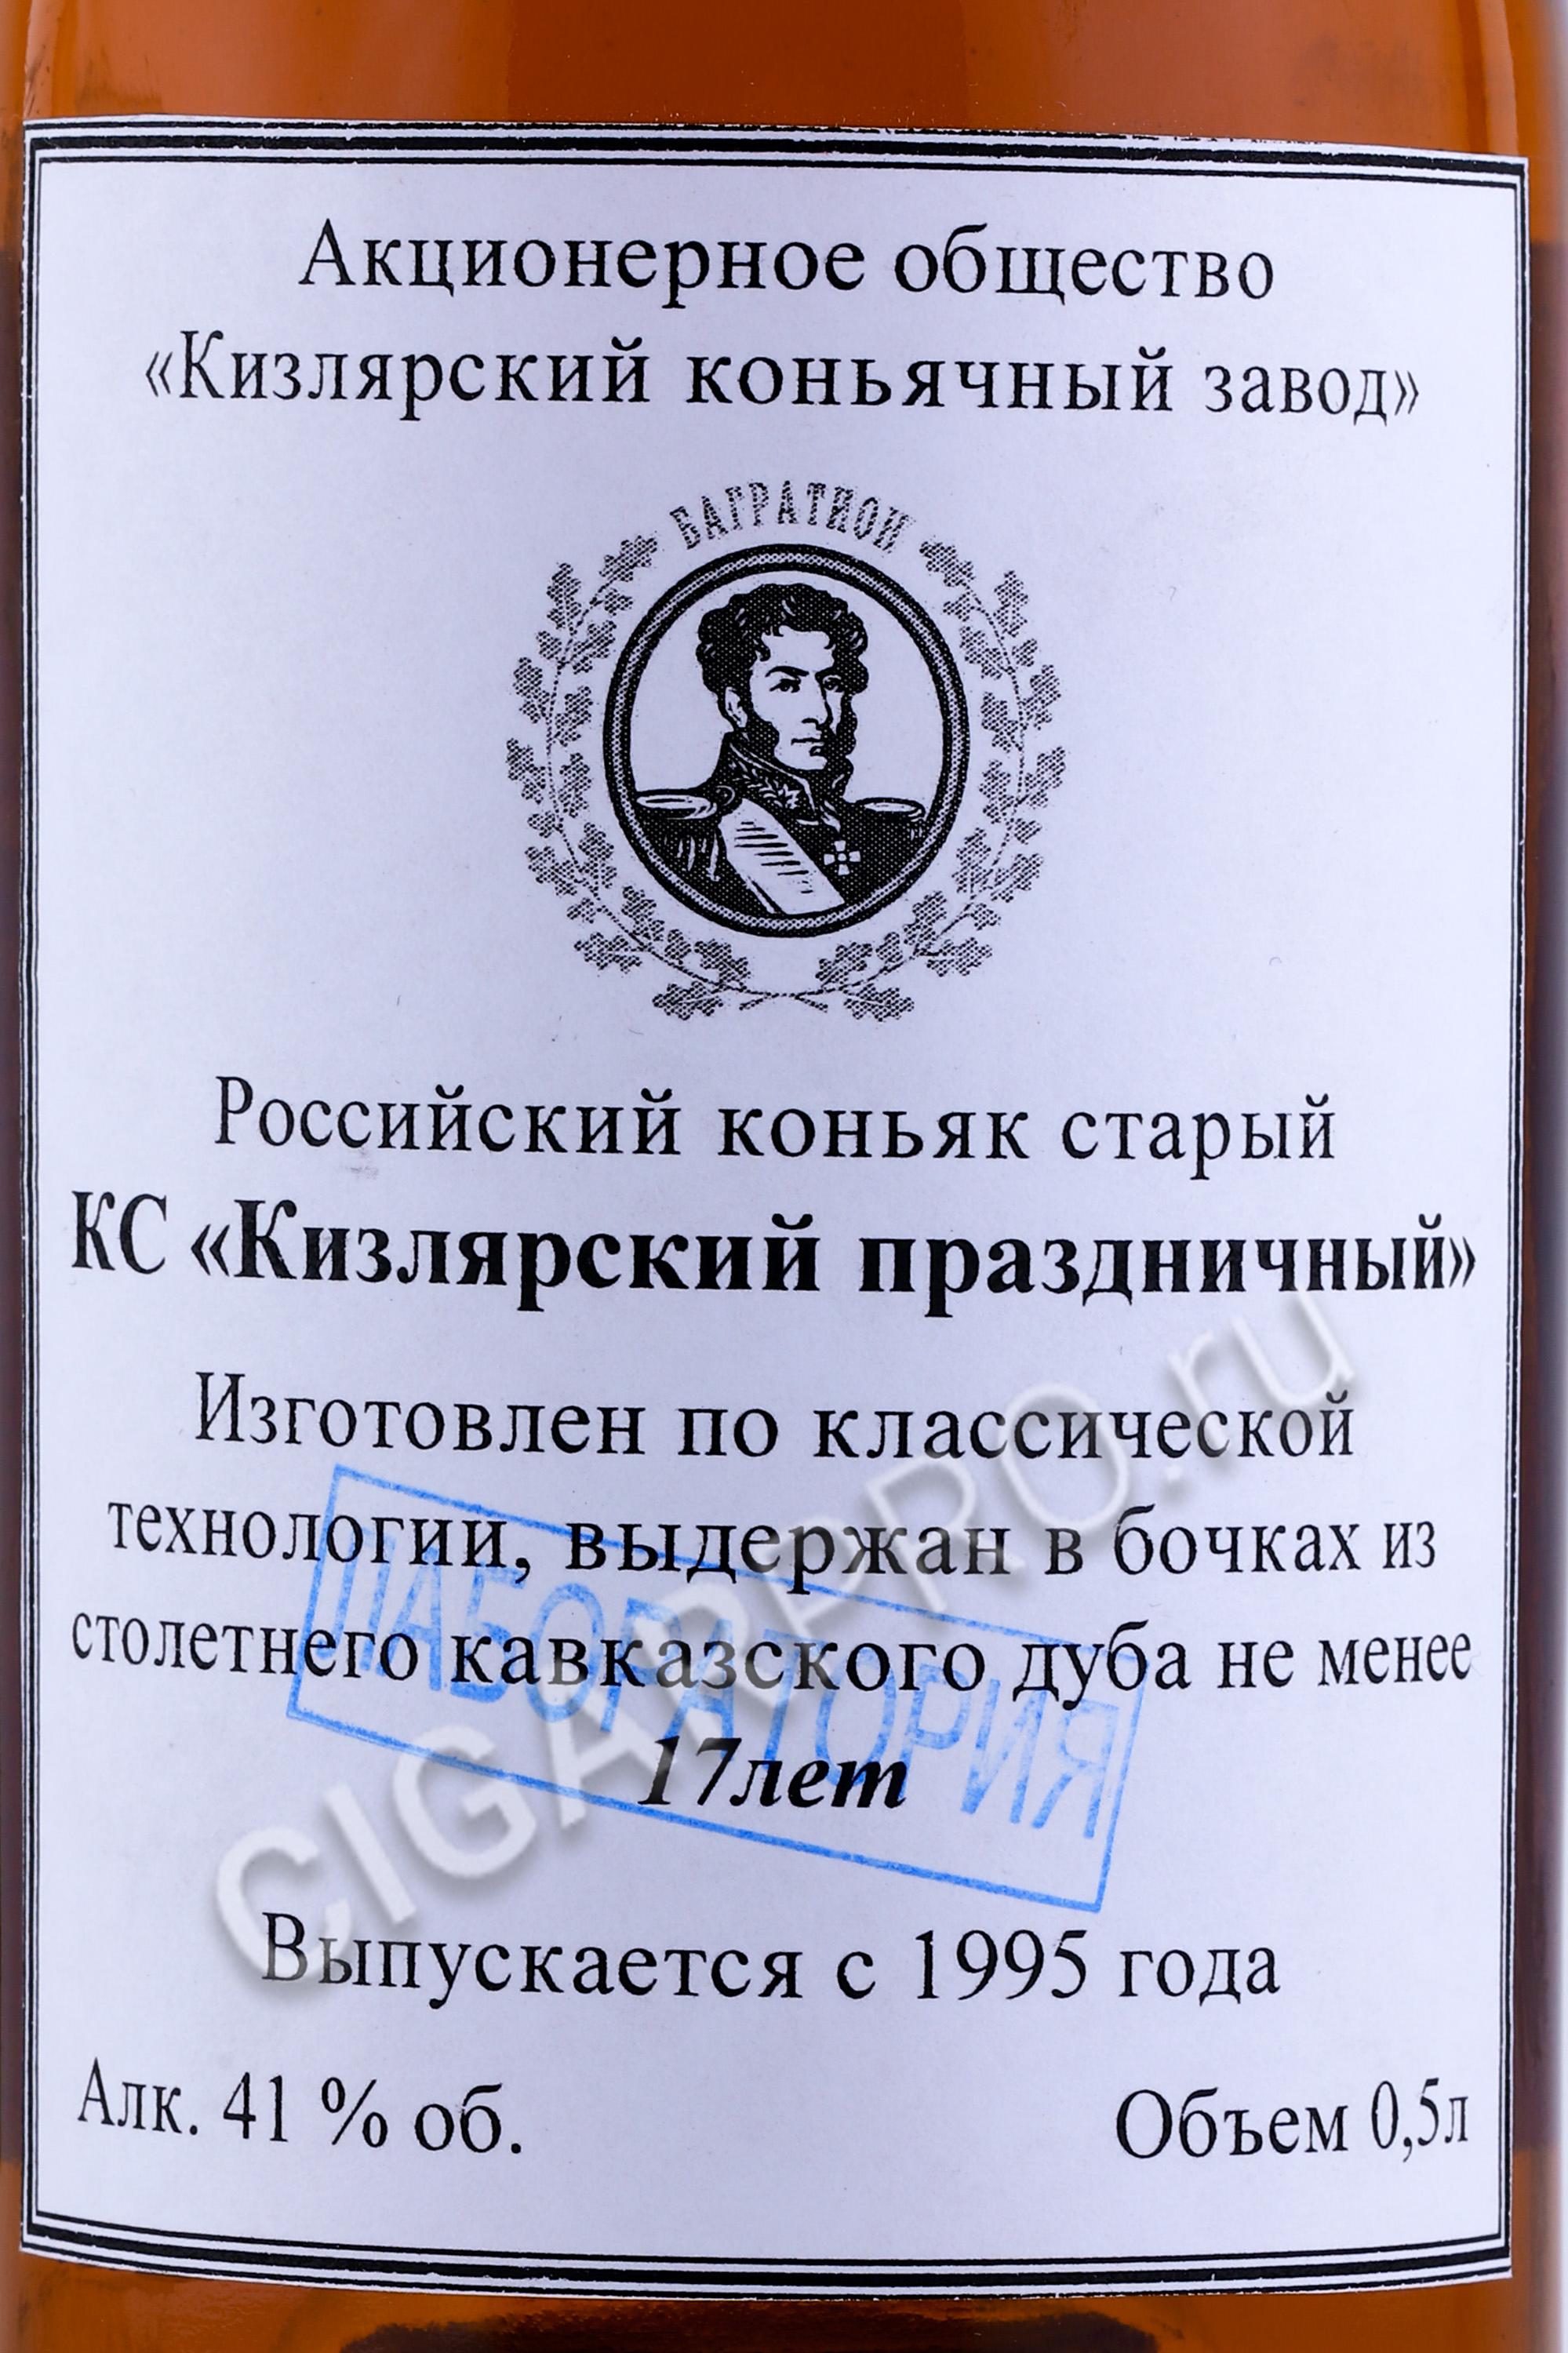 Акционерное общество
«Кизлярский коньячный завод»
БАГРАТИОН
Российский коньяк старый
КС «Кизлярский праздничный»
Изготовлен по классической
технологии, выдержан в бочках из
столетнего кавказского дуба не менее
17лет
ЛАБОРАТОРИЯ
Выпускается с 1995 года
Алк. 41 % об.
Объем 0,5л
CIGARPRO.ru